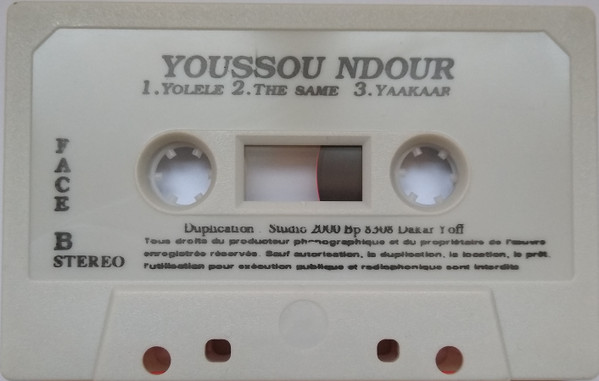 YOUSSOU NDOUR
1.YOLELE 2.THE SAME 3.YAAKAAR
FACE
B
STEREO
Duplication . Studio 2000 Bp 8308 Dakar Yoff
Tous droits du producteur phonographique et du propriétaire de l'œuvre
enregistrée réservés. Sauf autorisation, la duplication, la location, le prêt.
l'utilisation pour exécution publique et radiophonique sont interdits